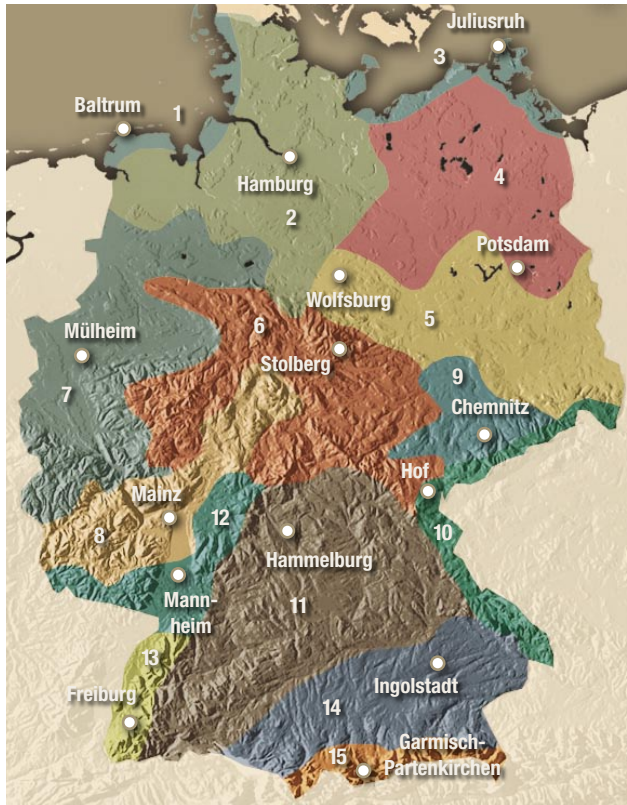 Juliusruh
3
Baltrum
1
Hamburg
4
2
Potsdam
Wolfsburg
5
6
Mülheim
Stolberg
9
7
Chemnitz
Hof
Mainz
12
8
10
Hammelburg
Mann-
heim
11
13
Ingolstadt
Freiburg
14
15
Garmisch-
Partenkirchen